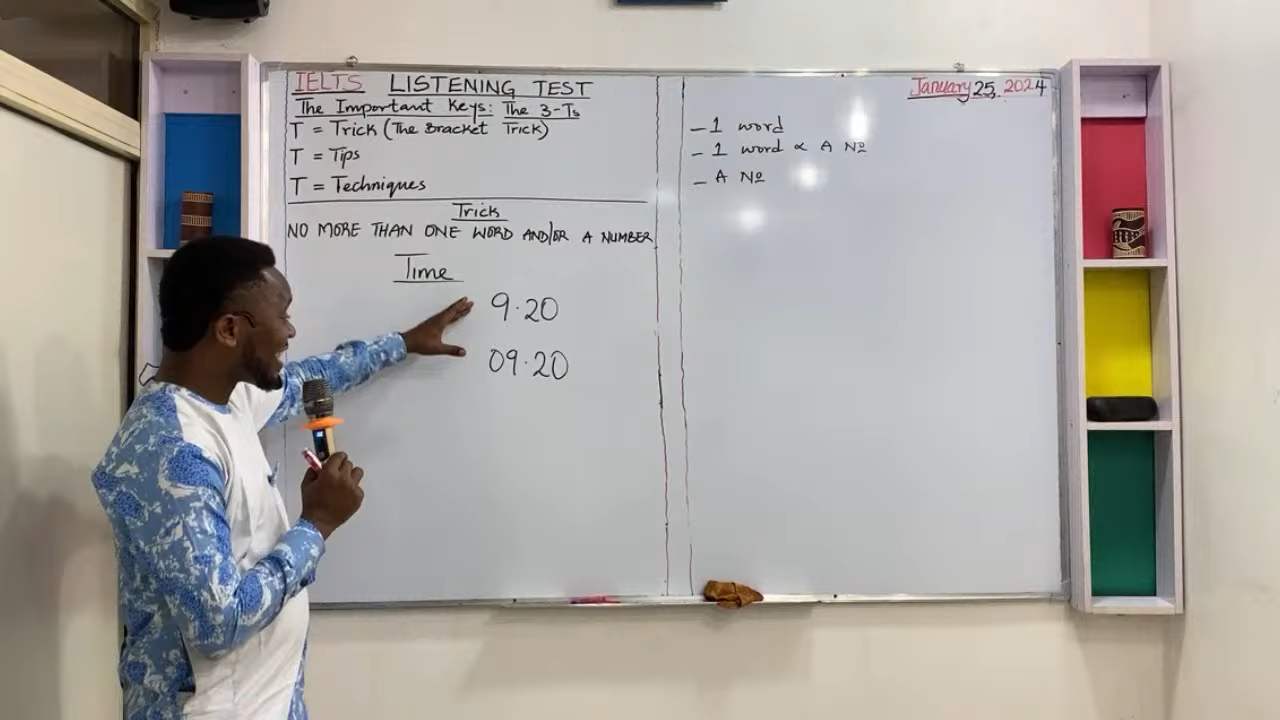 IELTS LISTENING TEST
The Important Keys: The 3-Ts
T = Trick (The Bracket Trick)
T = Tips
T = Techniques
Trick
NO MORE THAN ONE WORD AND/OR A NUMBER
Time
9.20
09.20
January 25, 2024
- 1 word
- 1 word ∝ A Nº
- A Nº